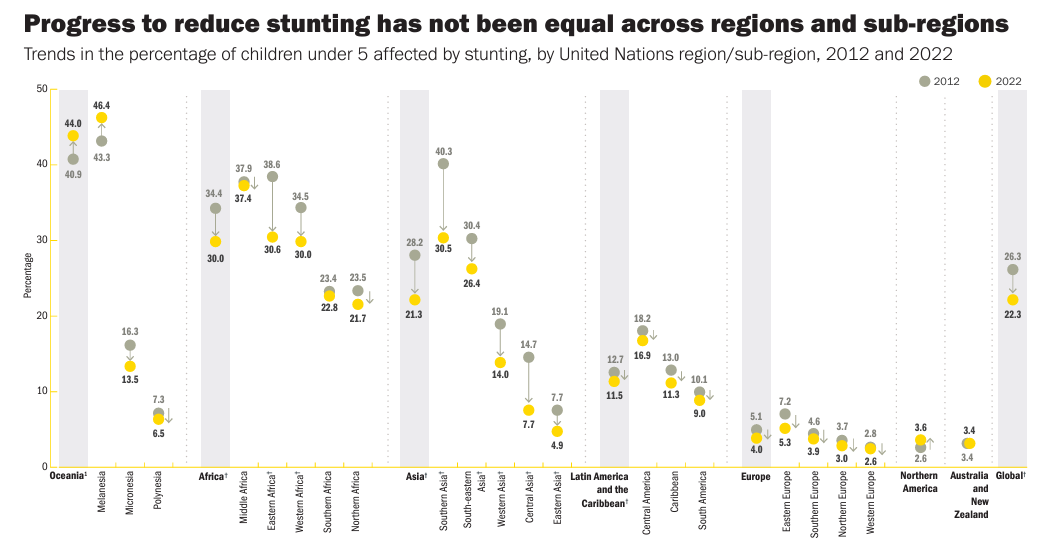 Progress to reduce stunting has not been equal across regions and sub-regions
Trends in the percentage of children under 5 affected by stunting, by United Nations region/sub-region, 2012 and 2022
2012
2022
Percentage
50
40
30
20
10
0
44.0
40.9
46.4
43.3
16.3
13.5
7.3
6.5
34.4
30.0
37.9
37.4
38.6
30.6
34.5
30.0
23.4
22.8
23.5
21.7
28.2
21.3
40.3
30.5
30.4
26.4
19.1
14.0
14.7
7.7
7.7
4.9
12.7
11.5
18.2
16.9
13.0
11.3
10.1
9.0
5.1
4.0
7.2
5.3
4.6
3.9
3.7
3.0
2.8
2.6
3.6
2.6
3.4
3.4
26.3
22.3
Oceania‡
Melanesia
Micronesia
Polynesia
Africa†
Middle Africa
Eastern Africa†
Western Africa†
Southern Africa
Northern Africa
Asia†
Southern Asia†
South-eastern
Asia†
Western Asia†
Central Asia†
Eastern Asia†
Latin America
and the
Caribbean†
Central America
Caribbean
South America
Europe
Eastern Europe
Southern Europe
Northern Europe
Western Europe
Northern
America
Australia
and
New
Zealand
Global†